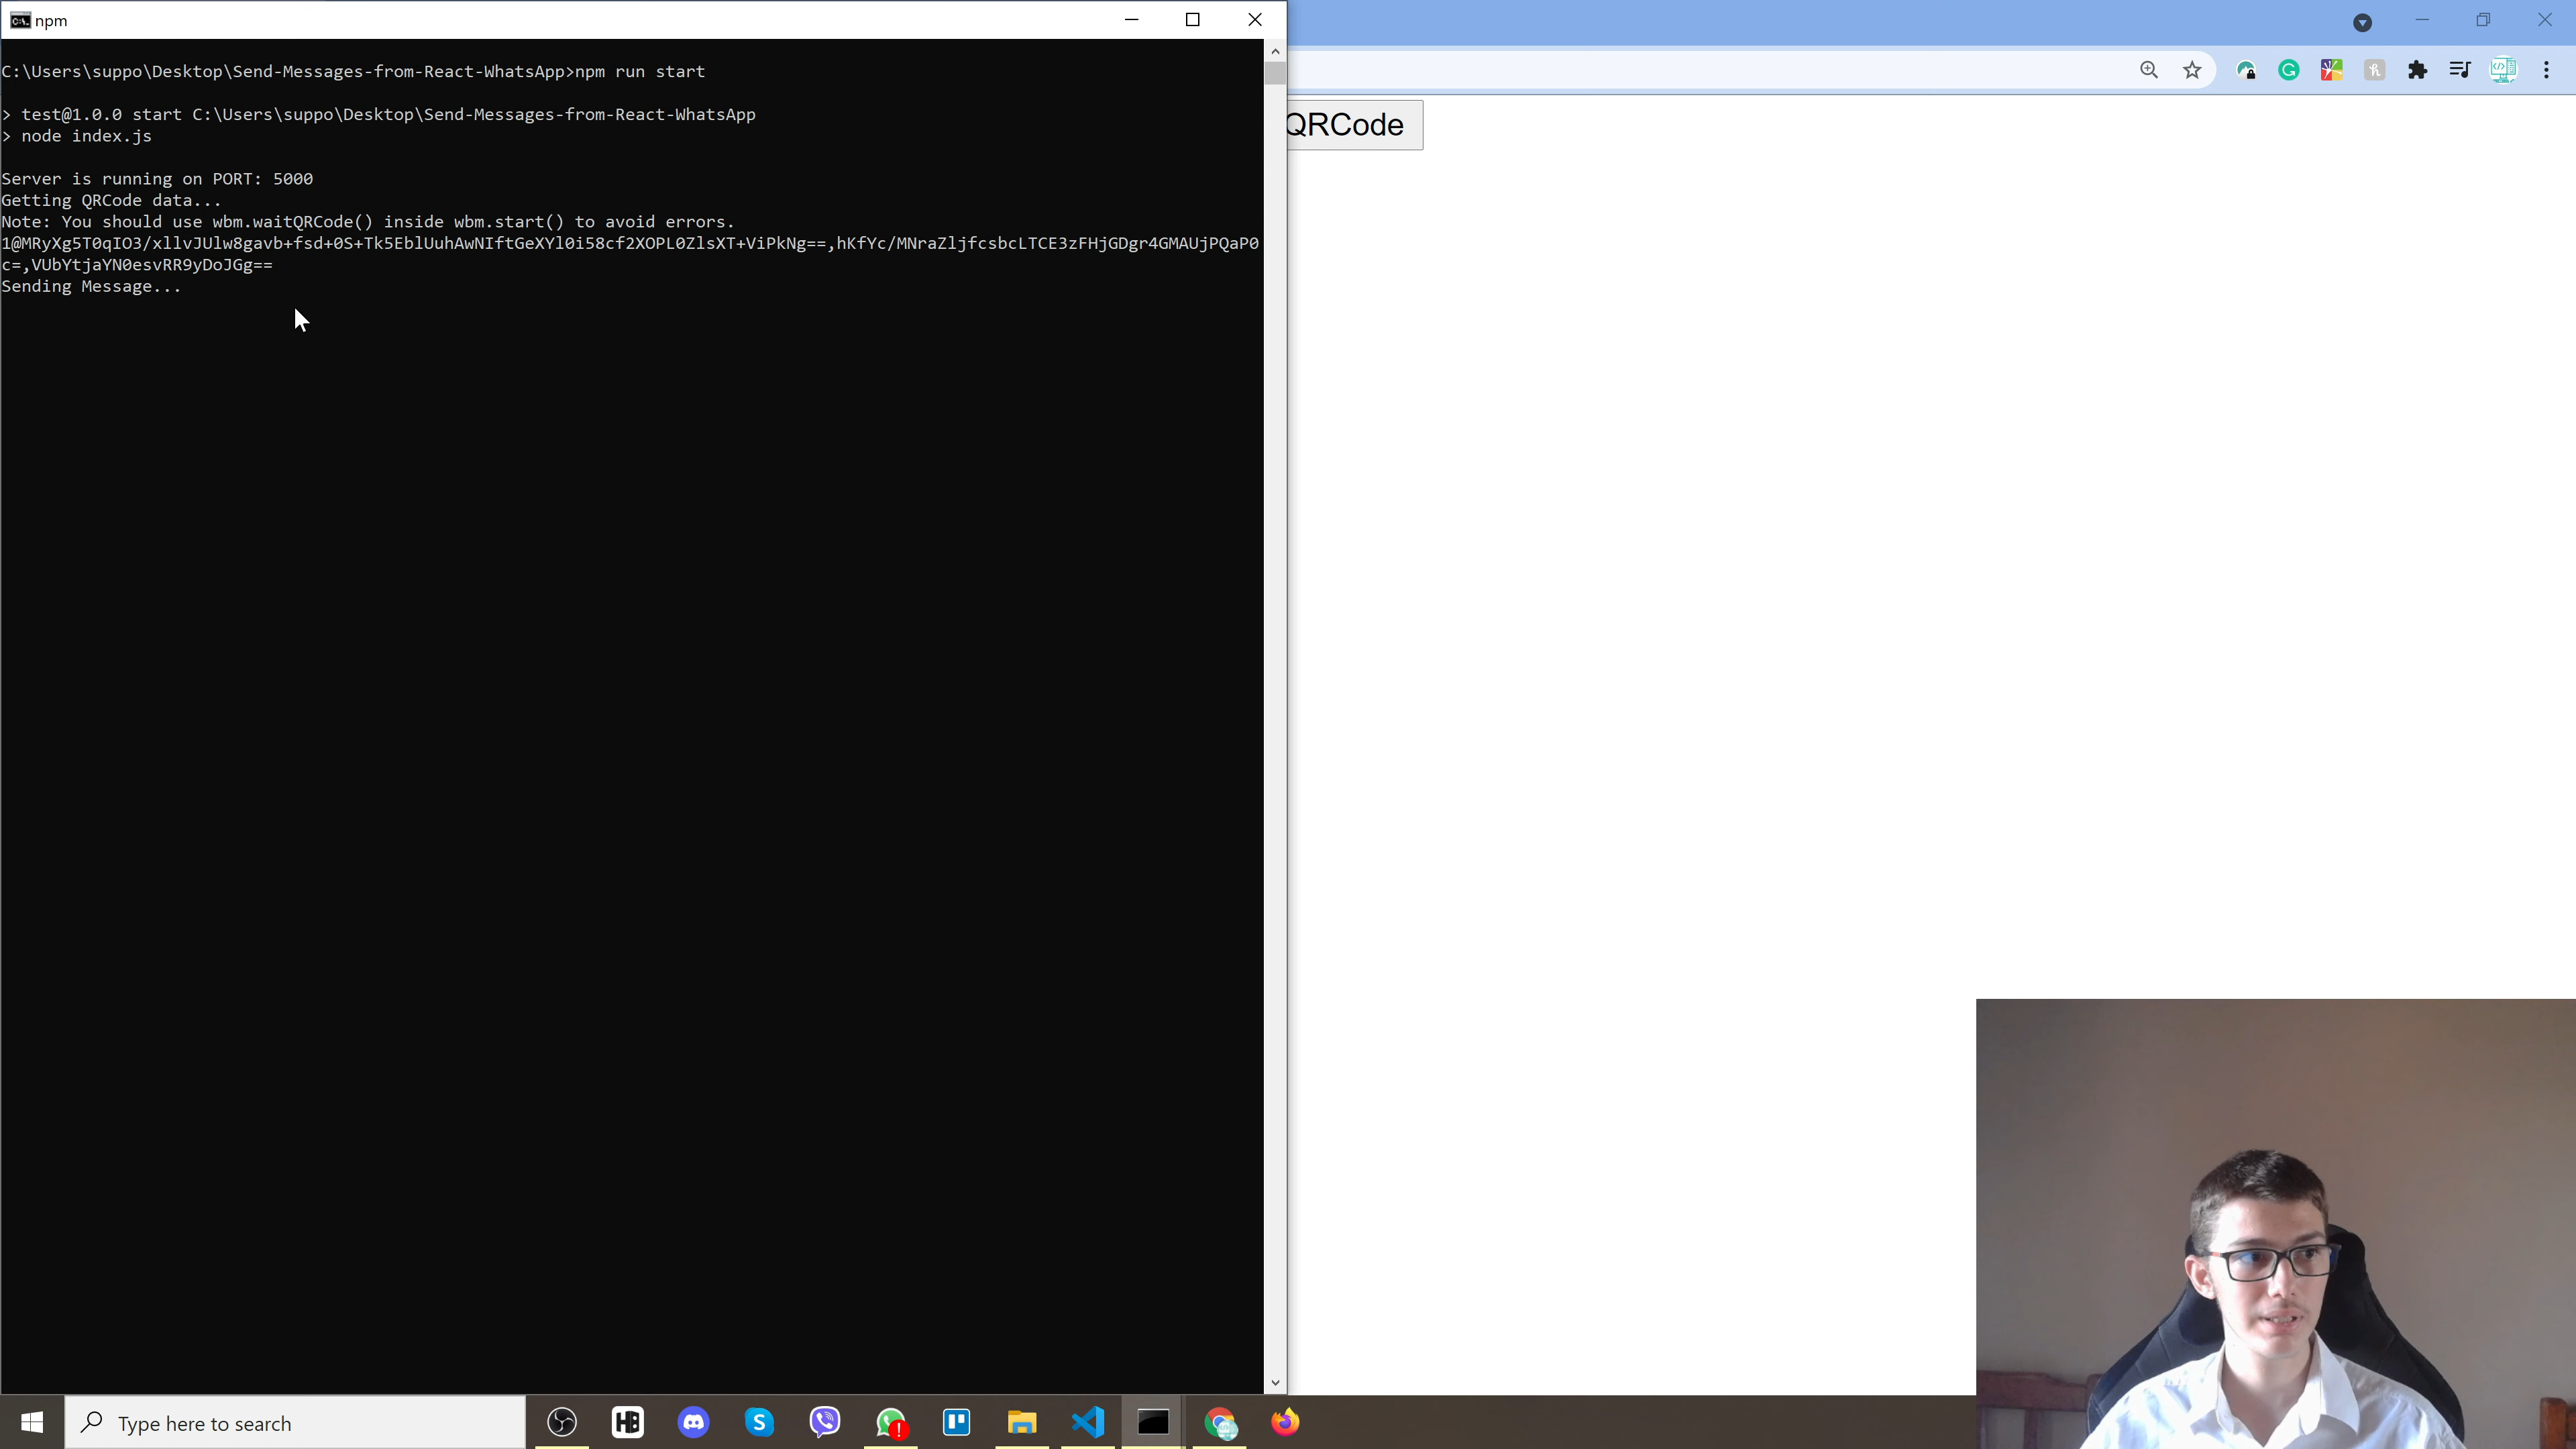 npm
C:\Users\suppo\Desktop\Send-Messages-from-React-WhatsApp>npm run start
> test@1.0.0 start C:\Users\suppo\Desktop\Send-Messages-from-React-WhatsApp
> node index.js
Server is running on PORT: 5000
Getting QRCode data...
Note: You should use wbm.waitQRCode() inside wbm.start() to avoid errors.
1@MRyXg5T0qIO3/xllvJUlw8gavb+fsd+0S+Tk5EblUuhAwNIftGeXYl0i58cf2XOPL0ZlsXT+ViPkNg==,hKfYc/MNraZljfcsbcLTCE3zFHjGDgr4GMAUjPQaP0
c=,VUbYtjaYN0esvRR9yDoJGg==
Sending Message...
QRCode
Type here to search